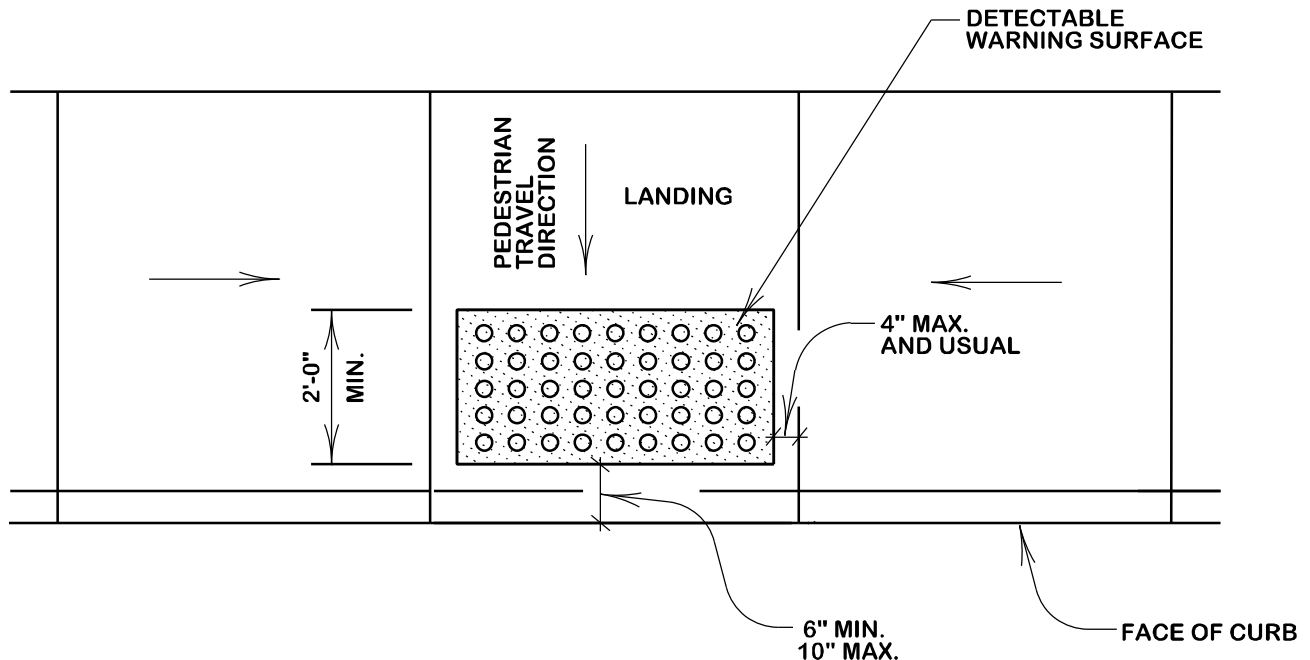 DETECTABLE
WARNING SURFACE
PEDESTRIAN
TRAVEL
DIRECTION
LANDING
4" MAX.
AND USUAL
2'-0"
MIN.
6" MIN.
10" MAX.
FACE OF CURB